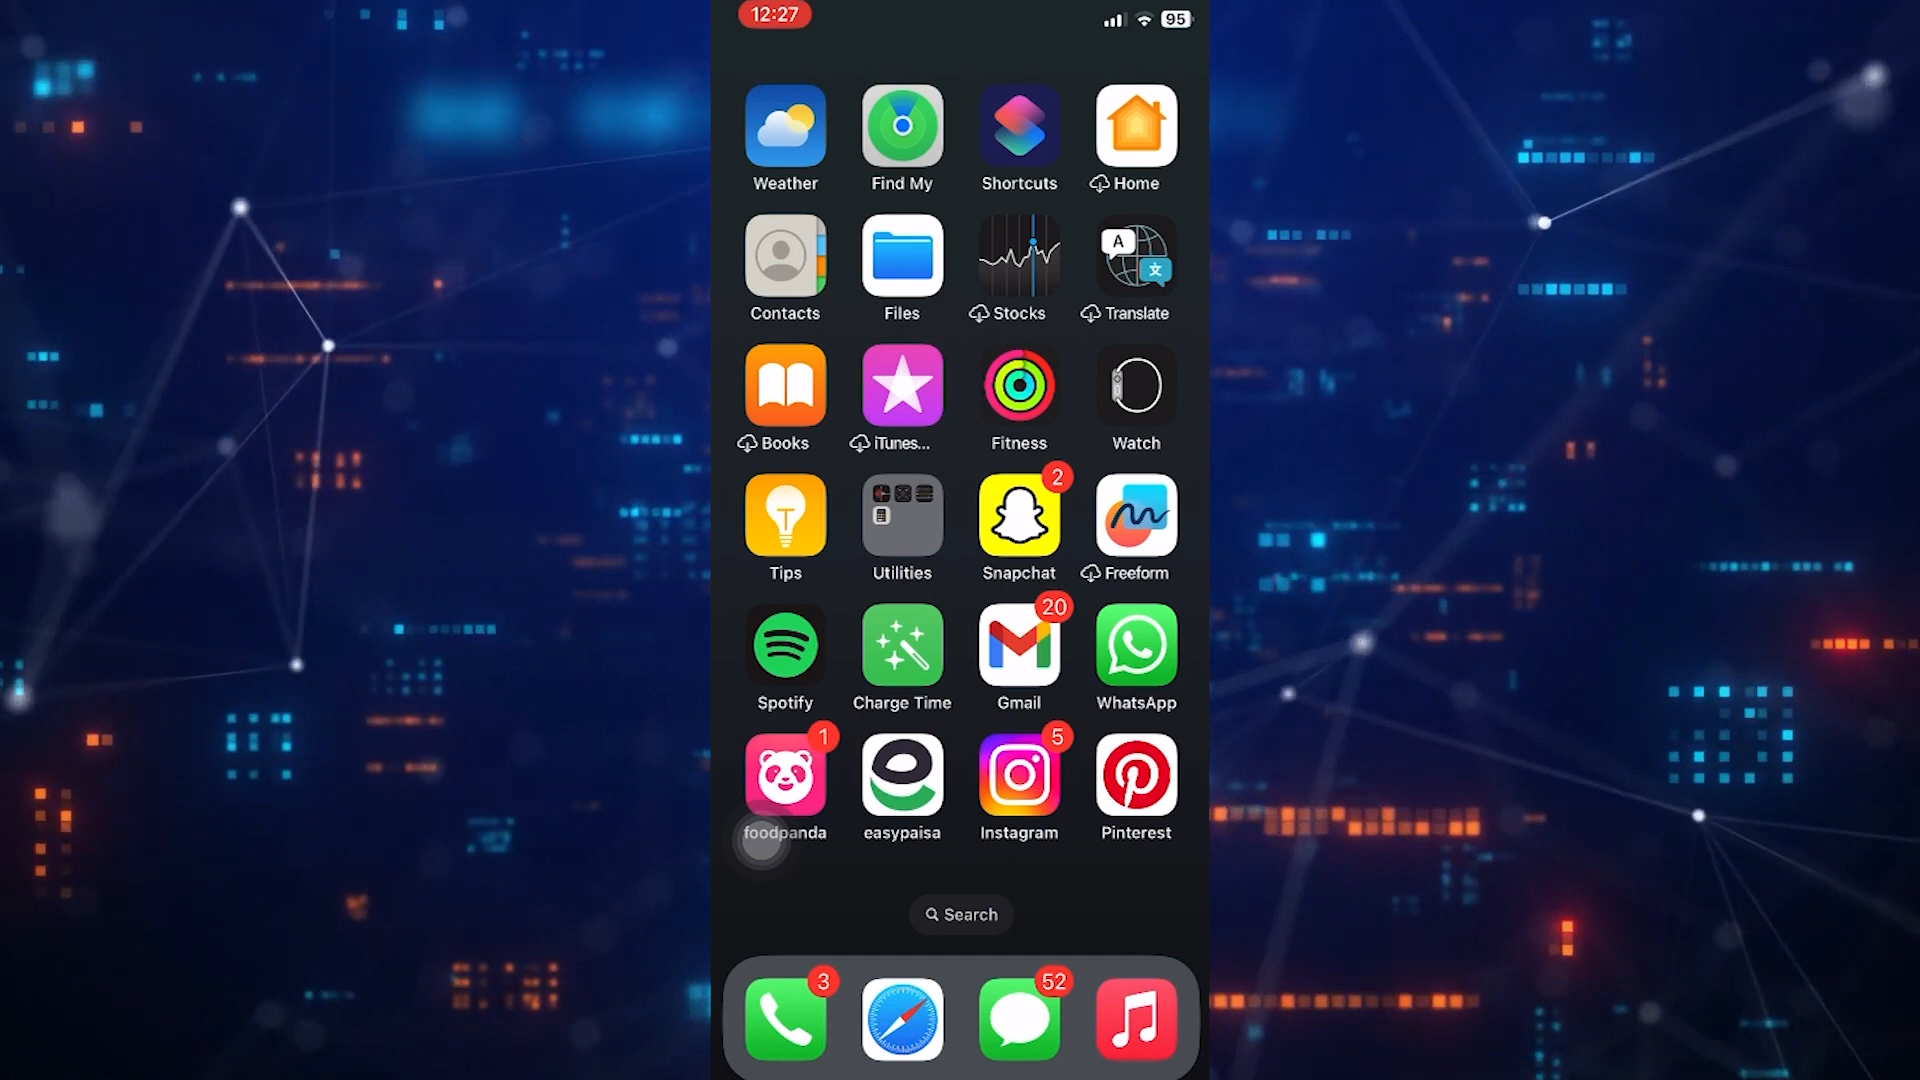 12:27 95
Weather Find My Shortcuts Home
A 文
Contacts Files Stocks Translate
Books iTunes... Fitness Watch
2
Tips Utilities Snapchat Freeform
20
Spotify Charge Time Gmail WhatsApp
1 5
foodpanda easypaisa Instagram Pinterest
Search
3 52